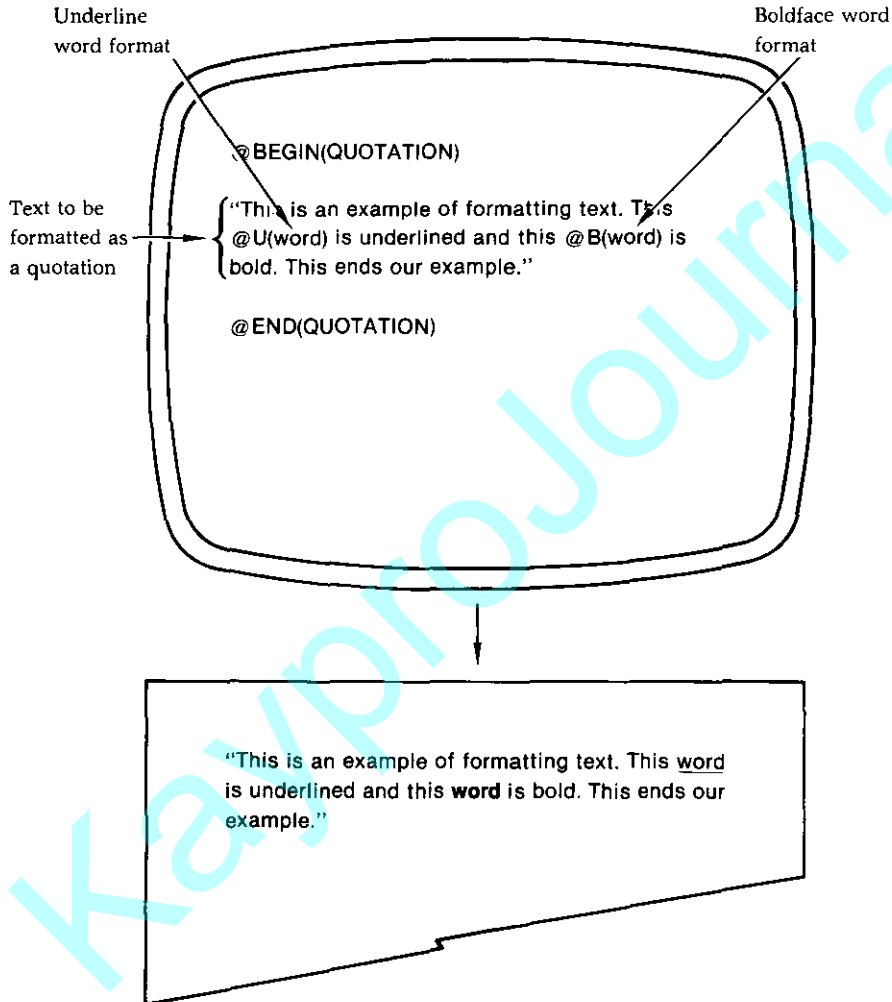 Underline
word format
Boldface word
format
@BEGIN(QUOTATION)
Text to be
formatted as
a quotation
“This is an example of formatting text. This
@U(word) is underlined and this @B(word) is
bold. This ends our example.”
@END(QUOTATION)
“This is an example of formatting text. This word
is underlined and this word is bold. This ends our
example.”
KayproJourna